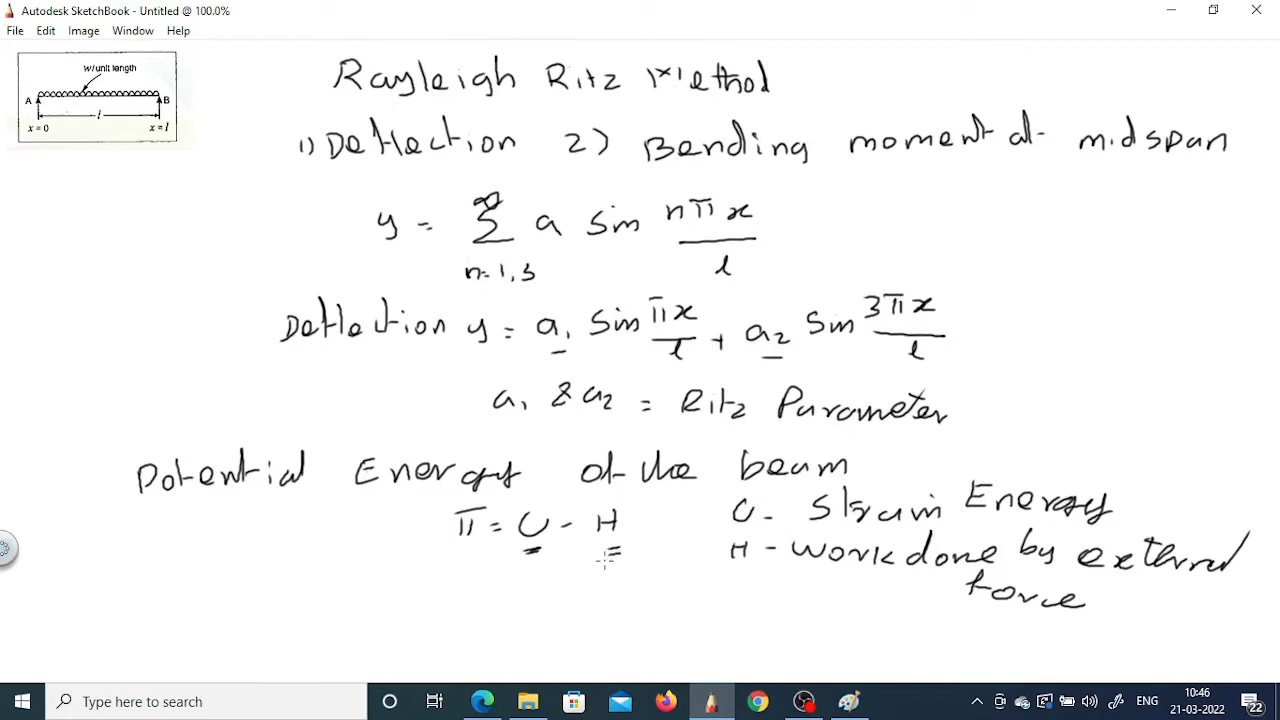 Autodesk SketchBook - Untitled @ 100.0%
File Edit Image Window Help
w/unit length
A B
l
x = 0 x = l
Rayleigh Ritz Method
1) Deflection 2) Bending moment at midspan
y = ∞ Σ n=1,3 a sin nπx / l
Deflection y = a1 sin πx / l + a2 sin 3πx / l
a1 & a2 = Ritz Parameter
Potential Energy of the beam
π = U - H
U - Strain Energy
H - work done by external
force
Type here to search
ENG 10:46
21-03-2022 22